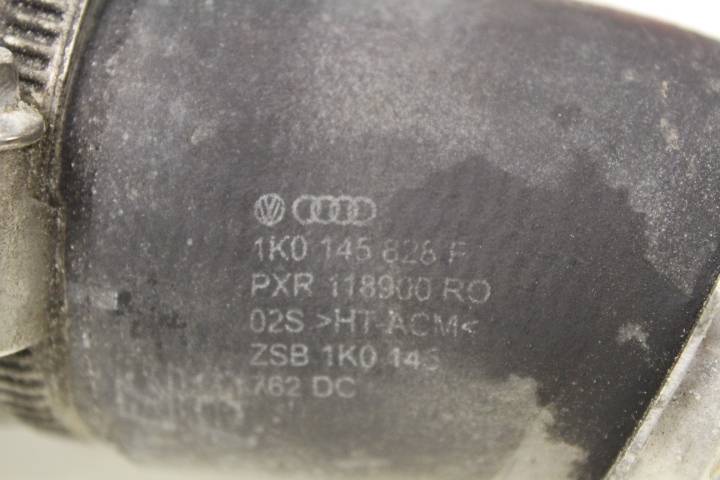 1K0 145 828 F
PXR 118900 RO
02S >HT-ACM<
ZSB 1K0 145
762 DC